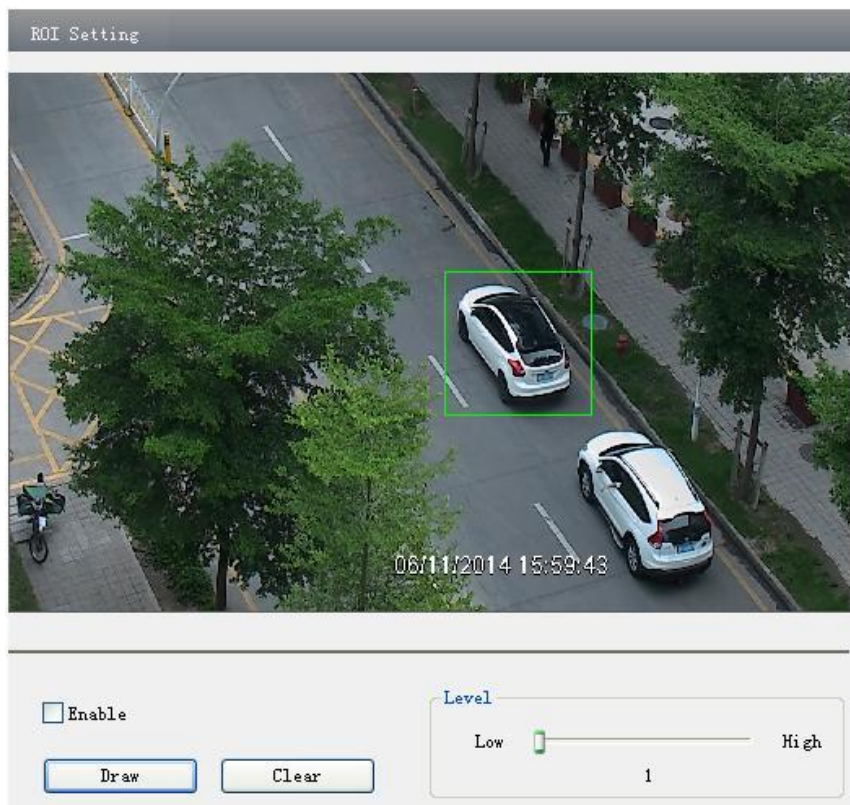 ROI Setting
06/11/2014 15:59:43
Enable
Draw
Clear
Level
Low
High
1